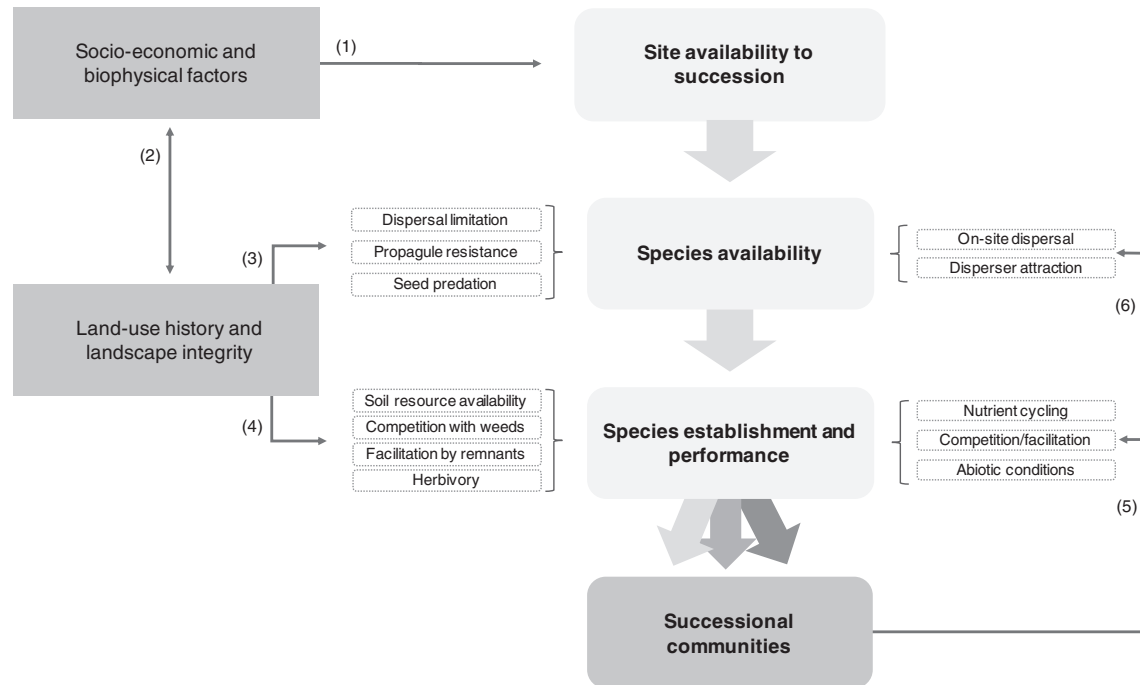 Socio-economic and
biophysical factors
(1)
Site availability to
succession
(2)
Dispersal limitation
Propagule resistance
Seed predation
(3)
Species availability
On-site dispersal
Disperser attraction
(6)
Land-use history and
landscape integrity
(4)
Soil resource availability
Competition with weeds
Facilitation by remnants
Herbivory
Species establishment and
performance
Nutrient cycling
Competition/facilitation
Abiotic conditions
(5)
Successional
communities